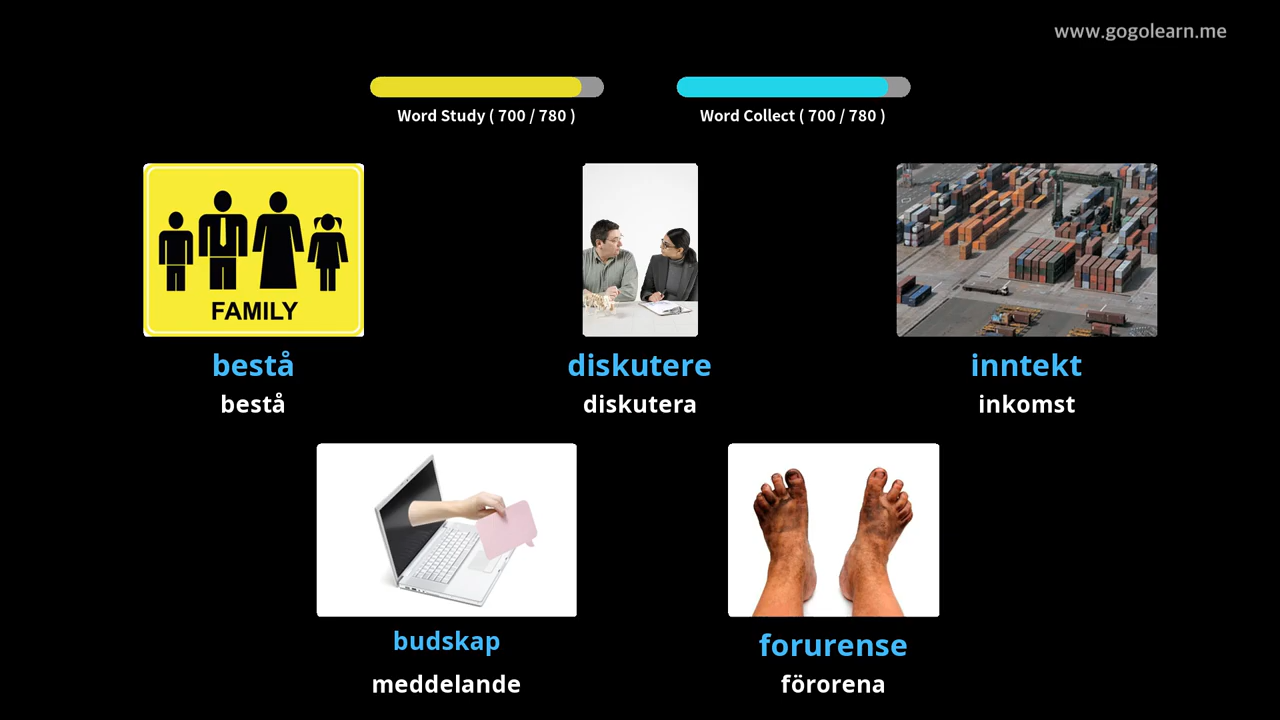 www.gogolearn.me
Word Study ( 700 / 780 )
Word Collect ( 700 / 780 )
FAMILY
bestå
diskutere
inntekt
bestå
diskutera
inkomst
budskap
forurense
meddelande
förorena